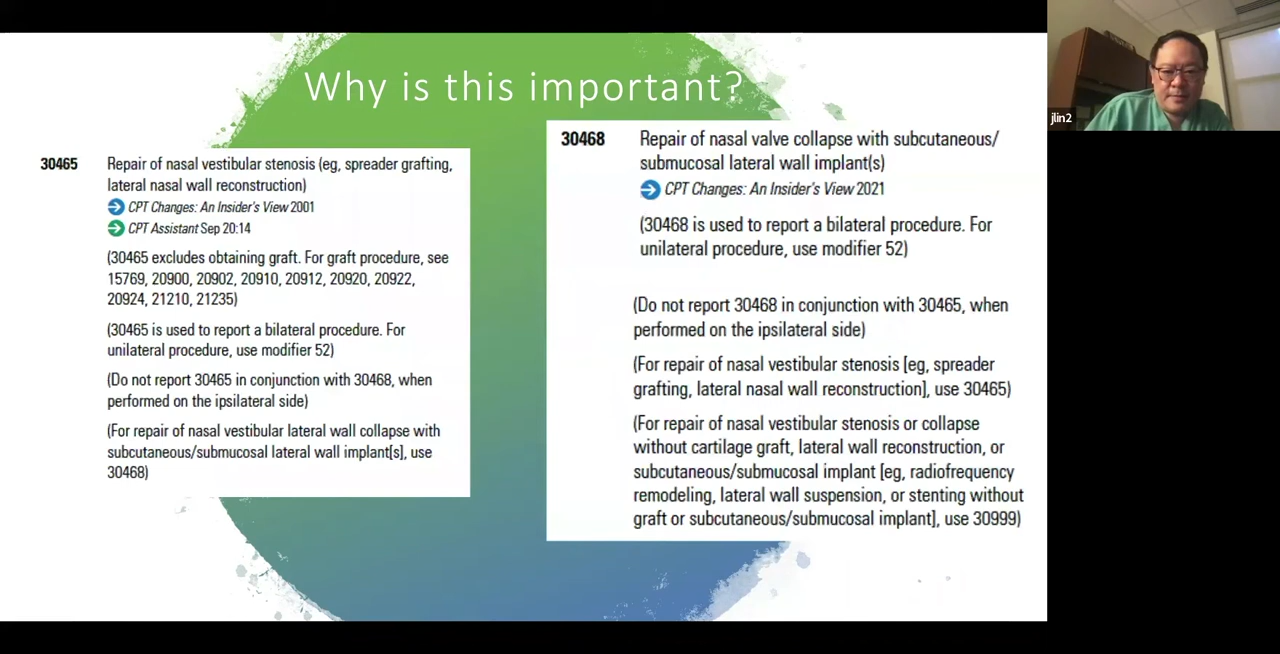 Why is this important?
30465 Repair of nasal vestibular stenosis (eg, spreader grafting,
lateral nasal wall reconstruction)
CPT Changes: An Insider's View 2001
CPT Assistant Sep 20:14
(30465 excludes obtaining graft. For graft procedure, see
15769, 20900, 20902, 20910, 20912, 20920, 20922,
20924, 21210, 21235)
(30465 is used to report a bilateral procedure. For
unilateral procedure, use modifier 52)
(Do not report 30465 in conjunction with 30468, when
performed on the ipsilateral side)
(For repair of nasal vestibular lateral wall collapse with
subcutaneous/submucosal lateral wall implant[s], use
30468)
30468 Repair of nasal valve collapse with subcutaneous/
submucosal lateral wall implant(s)
CPT Changes: An Insider's View 2021
(30468 is used to report a bilateral procedure. For
unilateral procedure, use modifier 52)
(Do not report 30468 in conjunction with 30465, when
performed on the ipsilateral side)
(For repair of nasal vestibular stenosis [eg, spreader
grafting, lateral nasal wall reconstruction], use 30465)
(For repair of nasal vestibular stenosis or collapse
without cartilage graft, lateral wall reconstruction, or
subcutaneous/submucosal implant [eg, radiofrequency
remodeling, lateral wall suspension, or stenting without
graft or subcutaneous/submucosal implant], use 30999)
jlin2